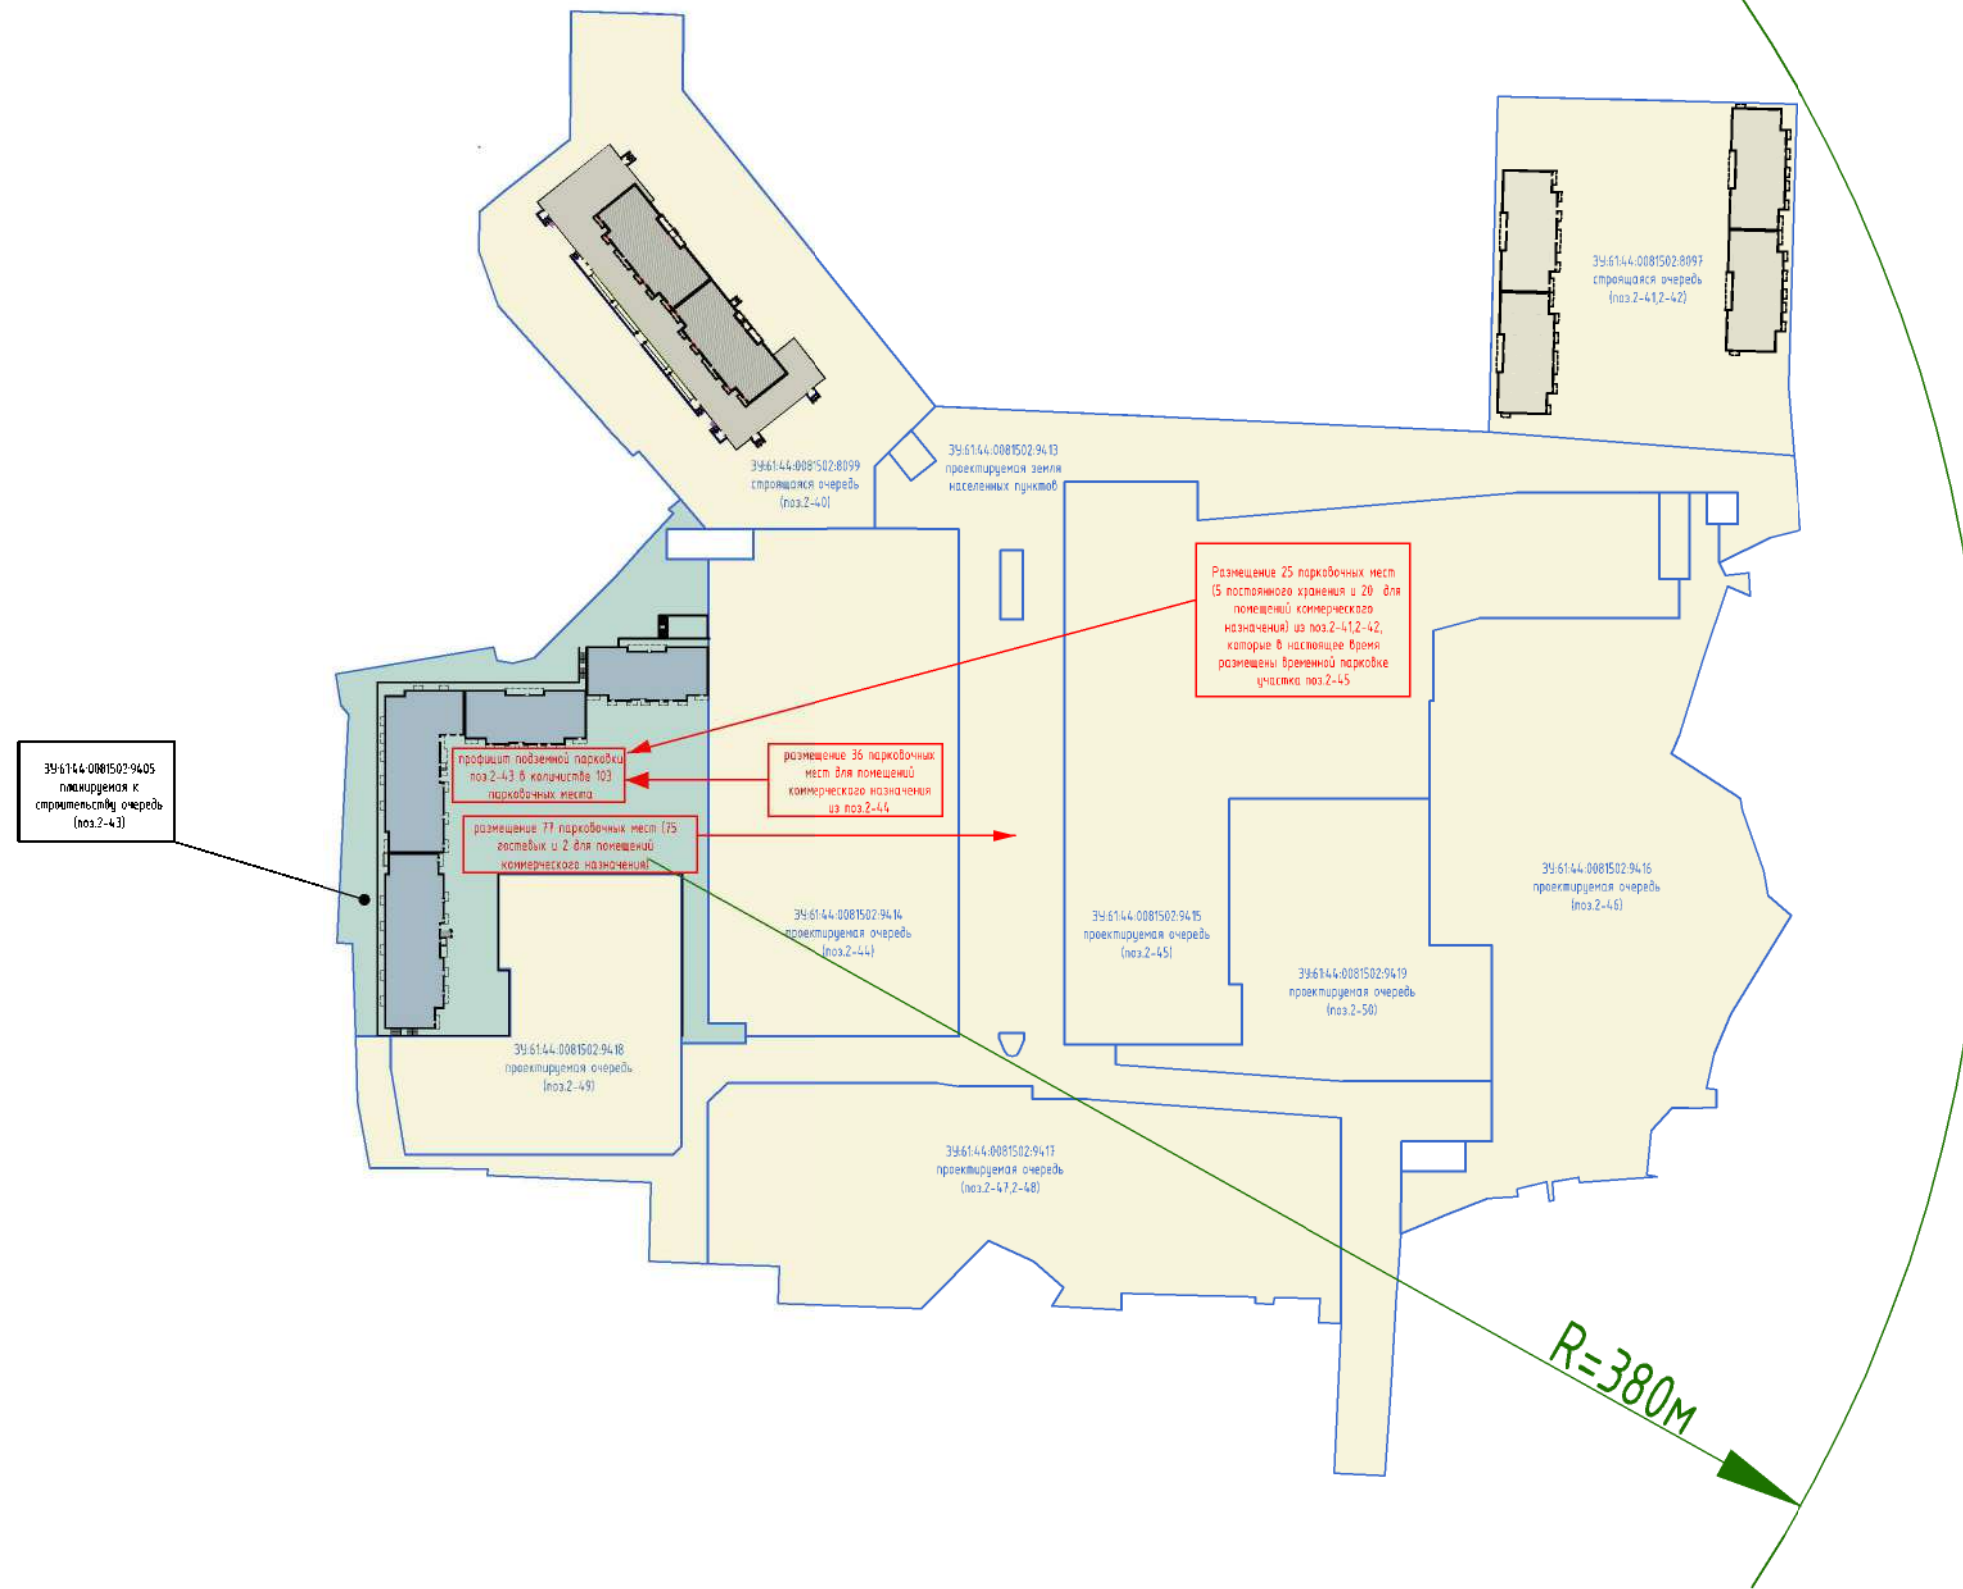 ЗУ:61:44:0081502:8097
строящаяся очередь
(поз.2-41,2-42)
ЗУ:61:44:0081502:8099
строящаяся очередь
(поз.2-40)
ЗУ:61:44:0081502:9413
проектируемая земля
населенных пунктов
Размещение 25 парковочных мест
(5 постоянного хранения и 20 для
помещений коммерческого
назначения) из поз.2-41,2-42,
которые в настоящее время
размещены временной парковке
участка поз.2-45
ЗУ:61:44:0081502:9405
планируемая к
строительству очередь
(поз.2-43)
профицит подземной парковки
поз.2-43 в количистве 103
парковочных места
размещение 36 парковочных
мест для помещений
коммерческого назначения
из поз.2-44
размещение 77 парковочных мест (75
гостевых и 2 для помещений
коммерческого назначения)
ЗУ:61:44:0081502:9414
проектируемая очередь
(поз.2-44)
ЗУ:61:44:0081502:9415
проектируемая очередь
(поз.2-45)
ЗУ:61:44:0081502:9416
проектируемая очередь
(поз.2-46)
ЗУ:61:44:0081502:9419
проектируемая очередь
(поз.2-50)
ЗУ:61:44:0081502:9418
проектируемая очередь
(поз.2-49)
ЗУ:61:44:0081502:9417
проектируемая очередь
(поз.2-47,2-48)
R=380м